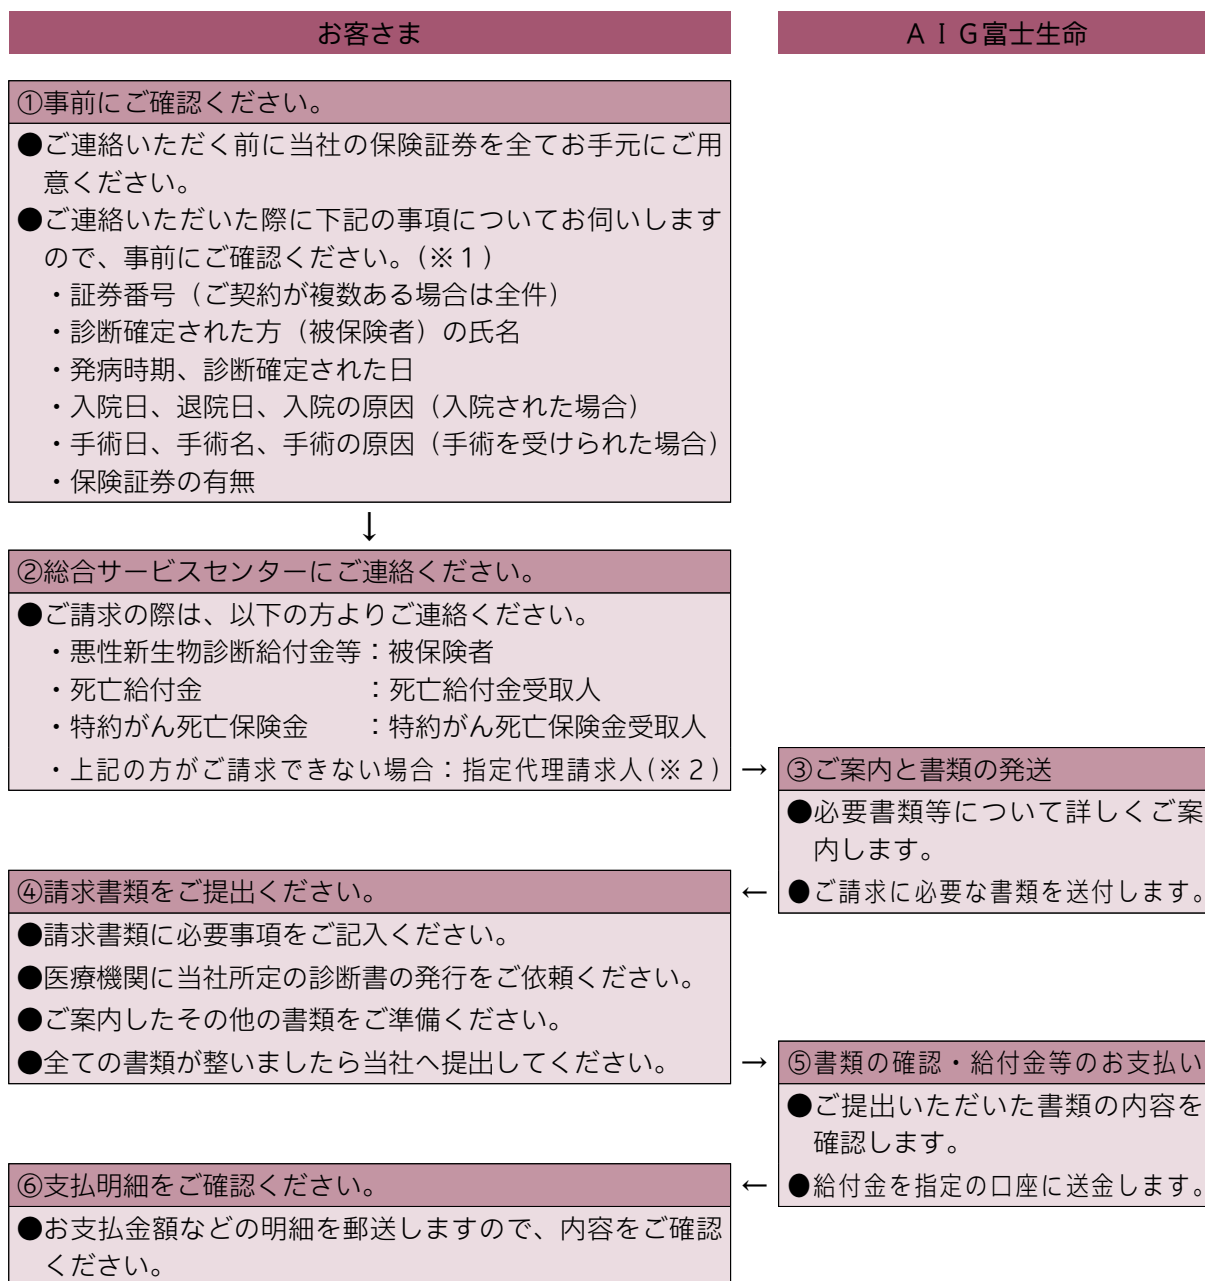 お客さま
ＡＩＧ富士生命
①事前にご確認ください。
●ご連絡いただく前に当社の保険証券を全てお手元にご用
意ください。
●ご連絡いただいた際に下記の事項についてお伺いします
ので、事前にご確認ください。(※１)
・証券番号（ご契約が複数ある場合は全件）
・診断確定された方（被保険者）の氏名
・発病時期、診断確定された日
・入院日、退院日、入院の原因（入院された場合）
・手術日、手術名、手術の原因（手術を受けられた場合）
・保険証券の有無
↓
②総合サービスセンターにご連絡ください。
●ご請求の際は、以下の方よりご連絡ください。
・悪性新生物診断給付金等：被保険者
・死亡給付金　　　　　　：死亡給付金受取人
・特約がん死亡保険金　　：特約がん死亡保険金受取人
・上記の方がご請求できない場合：指定代理請求人(※２)
→
③ご案内と書類の発送
●必要書類等について詳しくご案
内します。
●ご請求に必要な書類を送付します。
←
④請求書類をご提出ください。
●請求書類に必要事項をご記入ください。
●医療機関に当社所定の診断書の発行をご依頼ください。
●ご案内したその他の書類をご準備ください。
●全ての書類が整いましたら当社へ提出してください。
→
⑤書類の確認・給付金等のお支払い
●ご提出いただいた書類の内容を
確認します。
●給付金を指定の口座に送金します。
←
⑥支払明細をご確認ください。
●お支払金額などの明細を郵送しますので、内容をご確認
ください。